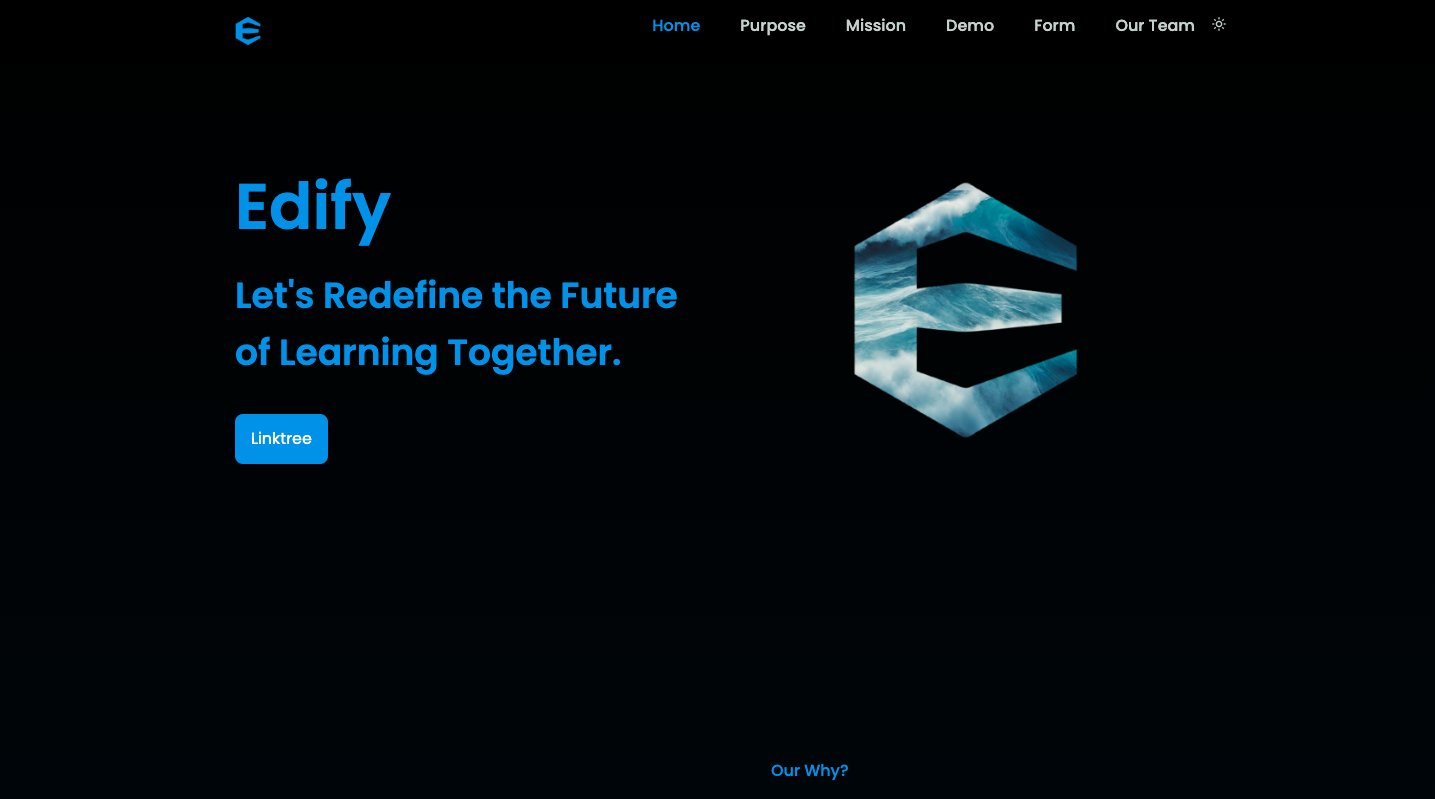 Home Purpose Mission Demo Form Our Team
Edify
Let's Redefine the Future
of Learning Together.
Linktree
Our Why?